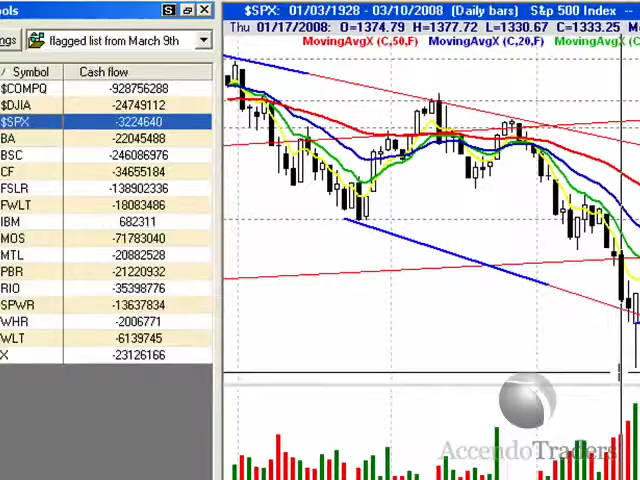 ols
S
$SPX: 01/03/1928 - 03/10/2008 (Daily bars) S&p 500 Index --
Thu 01/17/2008: O=1374.79 H=1377.72 L=1330.67 C=1333.25
MovingAvgX (C,50,F) MovingAvgX (C,20,F) MovingAvgX (C
ngs
flagged list from March 9th
/ Symbol Cash flow
$COMPQ -928756288
$DJIA -24749112
$SPX -3224640
BA -22045488
BSC -246086976
CF -34655184
FSLR -138902336
FWLT -18083486
IBM 682311
MOS -71783040
MTL -20882528
PBR -21220932
RIO -35398776
SPWR -13637834
WHR -2006771
WLT -6139745
X -23126166
AccendoTraders